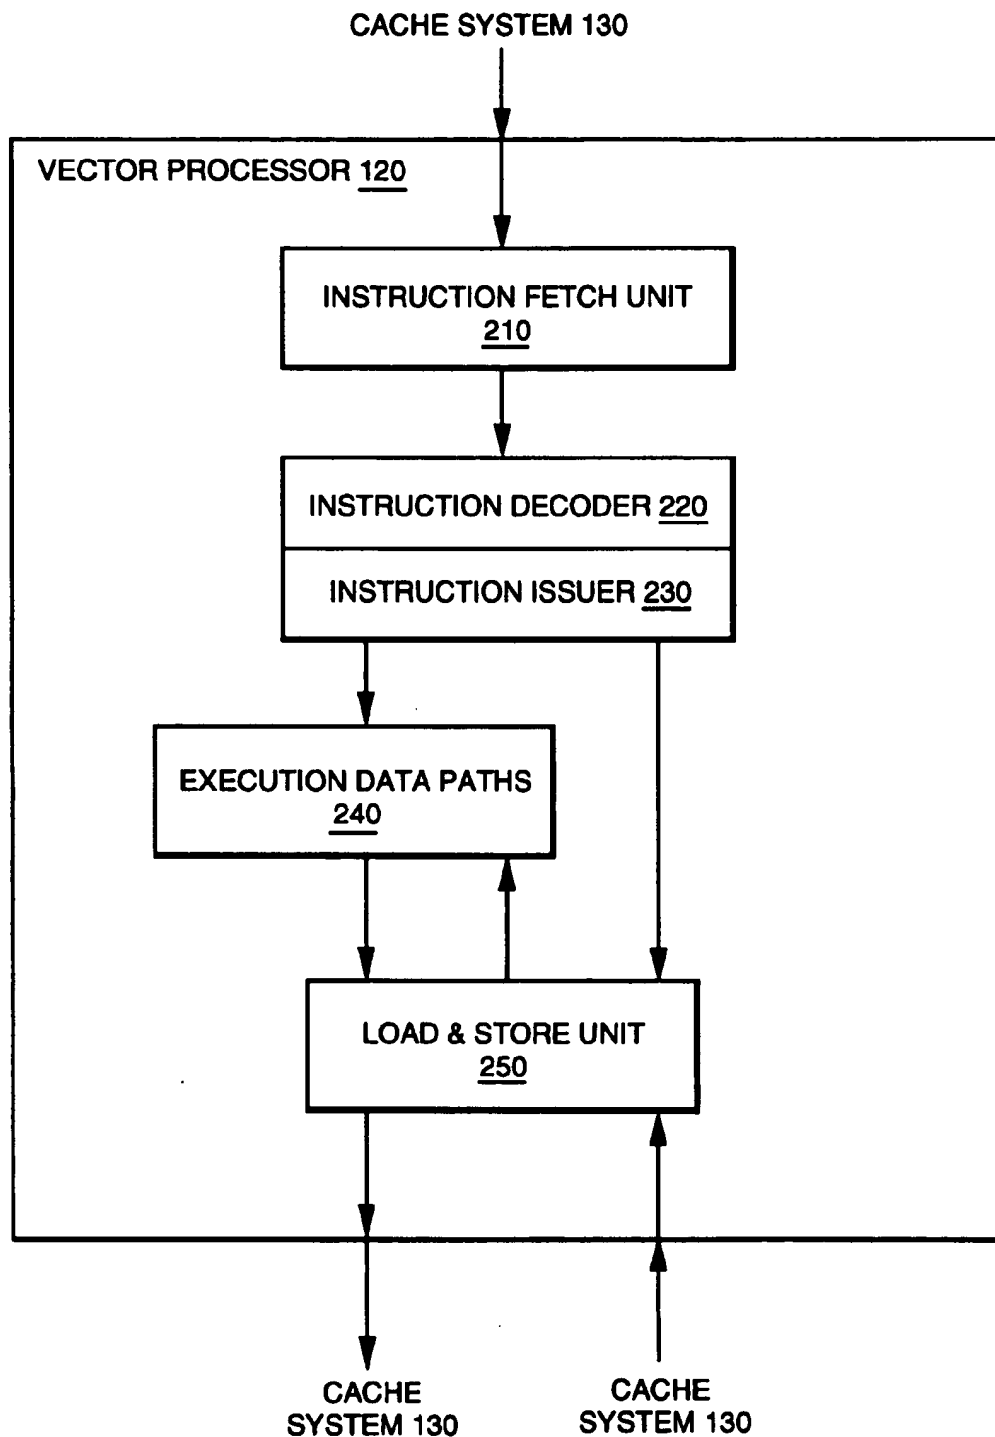 CACHE SYSTEM 130
VECTOR PROCESSOR 120
INSTRUCTION FETCH UNIT
210
INSTRUCTION DECODER 220
INSTRUCTION ISSUER 230
EXECUTION DATA PATHS
240
LOAD & STORE UNIT
250
CACHE
SYSTEM 130
CACHE
SYSTEM 130